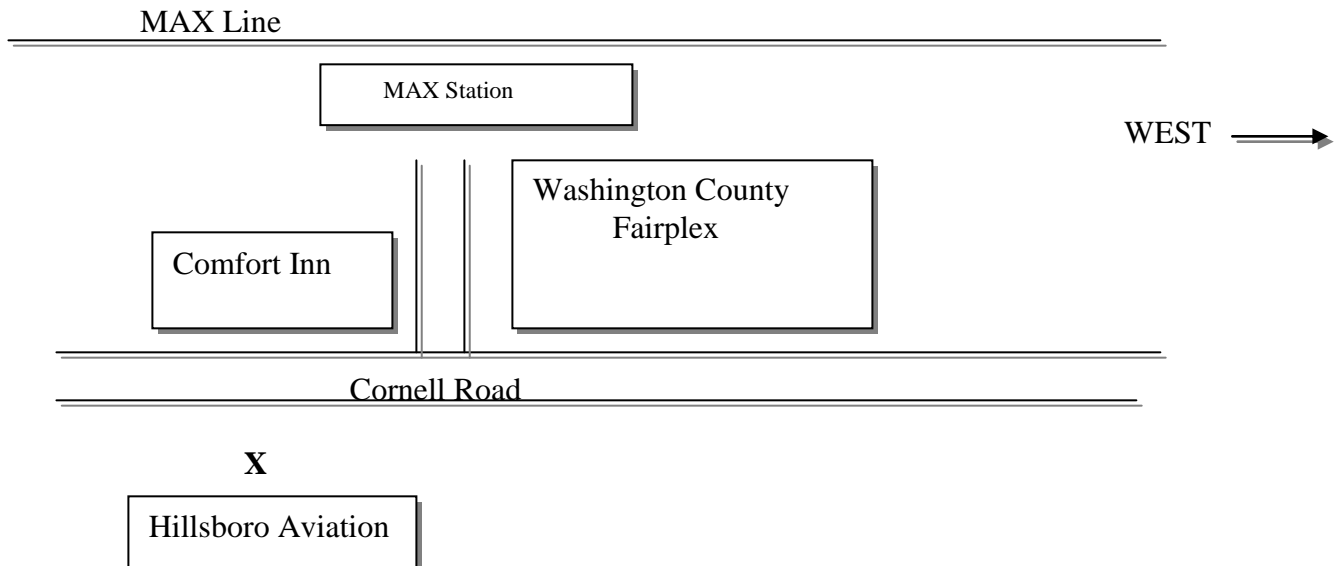 MAX Line
MAX Station
WEST
Washington County
Fairplex
Comfort Inn
Cornell Road
X
Hillsboro Aviation